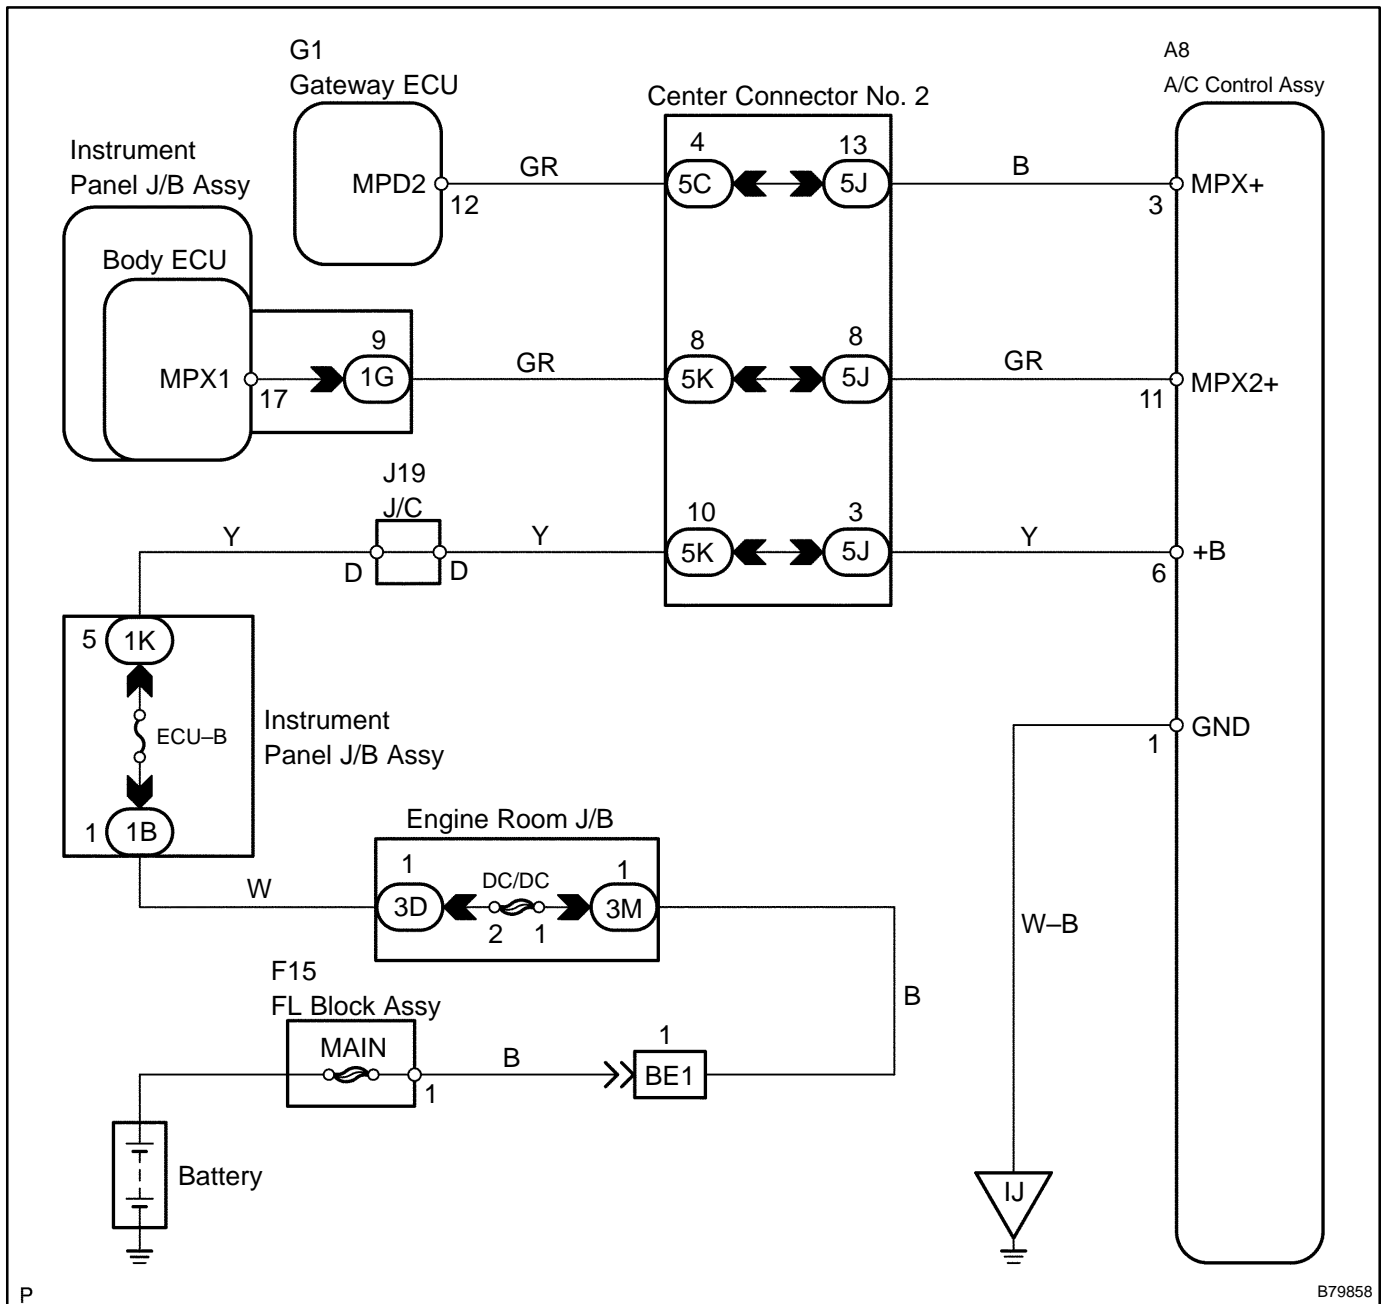 G1
Gateway ECU
A8
A/C Control Assy
Center Connector No. 2
Instrument
Panel J/B Assy
Body ECU
MPD2
12
GR
4
5C
13
5J
B
3
MPX+
MPX1
17
9
1G
GR
8
5K
8
5J
GR
11
MPX2+
J19
J/C
Y
D
D
Y
10
5K
3
5J
Y
6
+B
5
1K
ECU–B
Instrument
Panel J/B Assy
1
1B
1
GND
Engine Room J/B
W
1
3D
DC/DC
2
1
1
3M
W–B
B
F15
FL Block Assy
MAIN
1
B
1
BE1
Battery
IJ
P
B79858